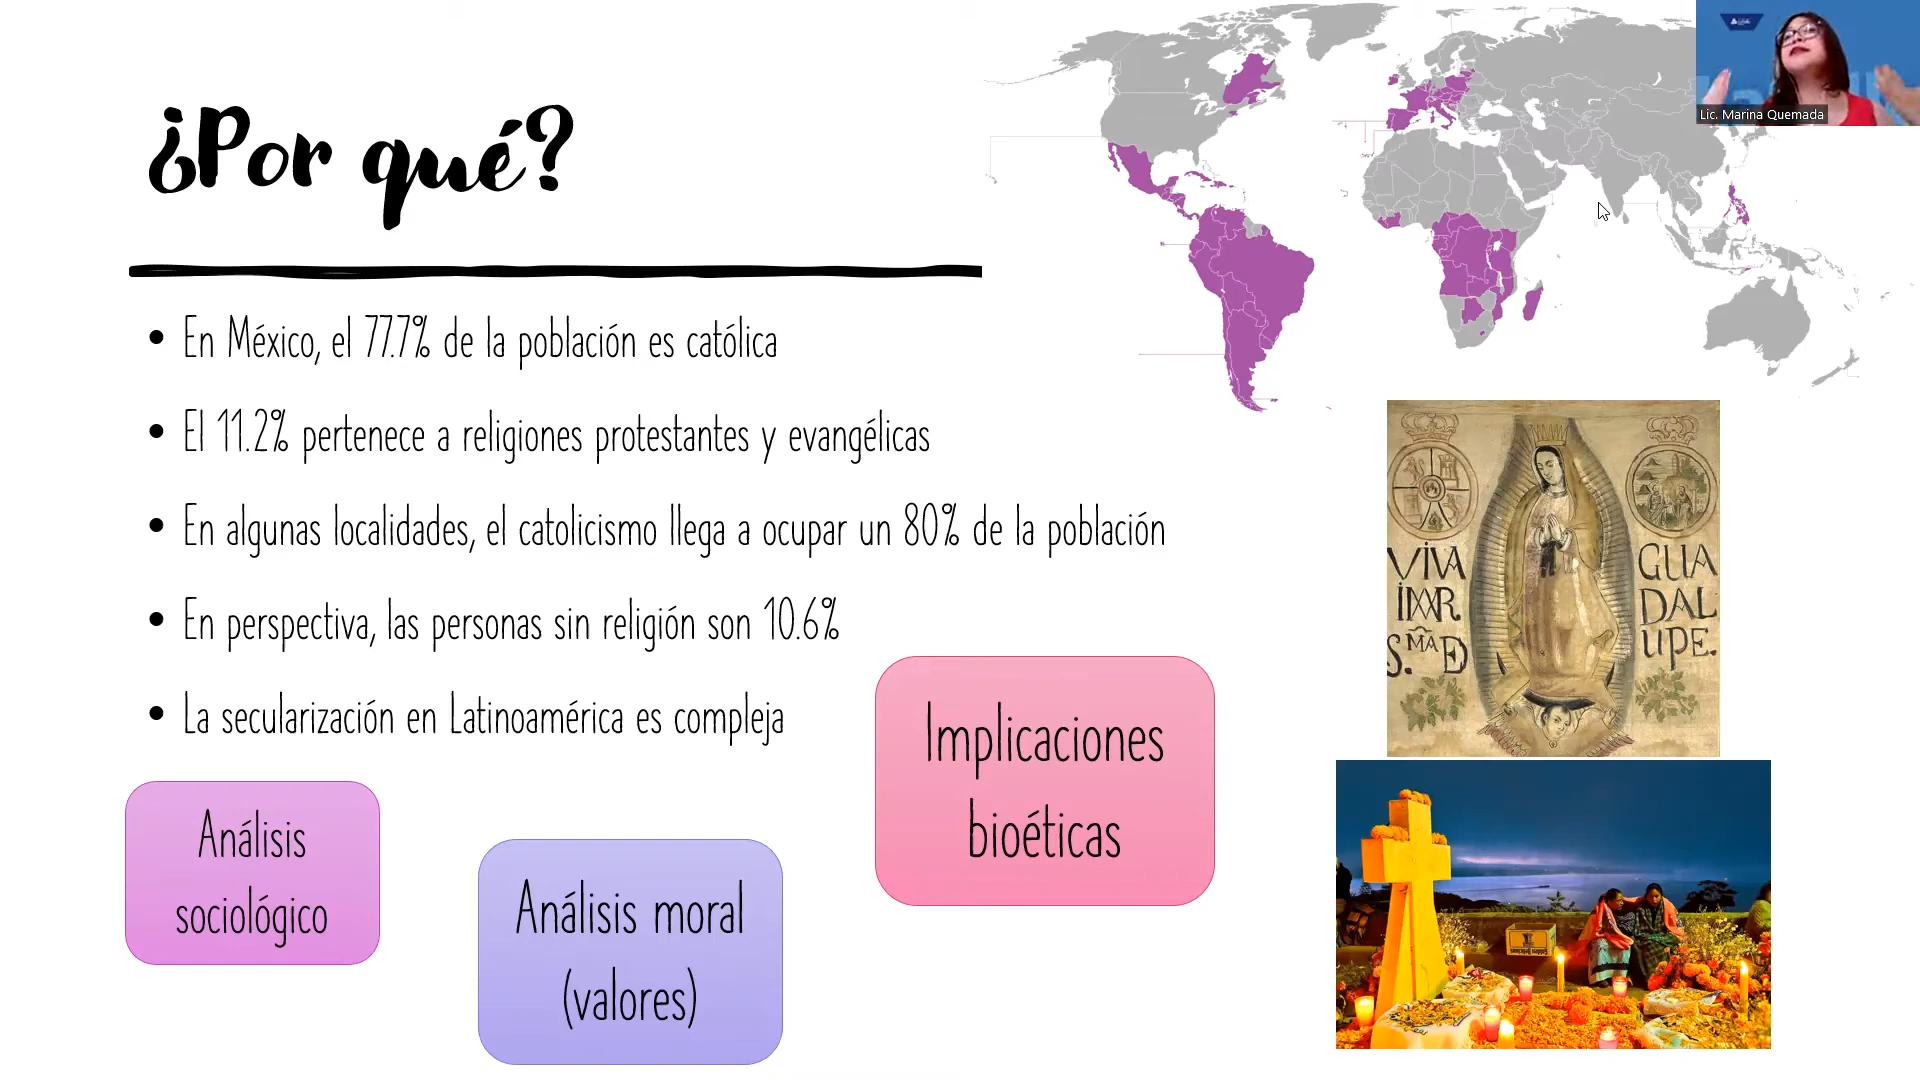 ¿Por qué?
• En México, el 77.7% de la población es católica
• El 11.2% pertenece a religiones protestantes y evangélicas
• En algunas localidades, el catolicismo llega a ocupar un 80% de la población
• En perspectiva, las personas sin religión son 10.6%
• La secularización en Latinoamérica es compleja
Análisis
sociológico
Análisis moral
(valores)
Implicaciones
bioéticas
Lic. Marina Quemada
VIVA
S.MA D
GUA
DAL
UPE.